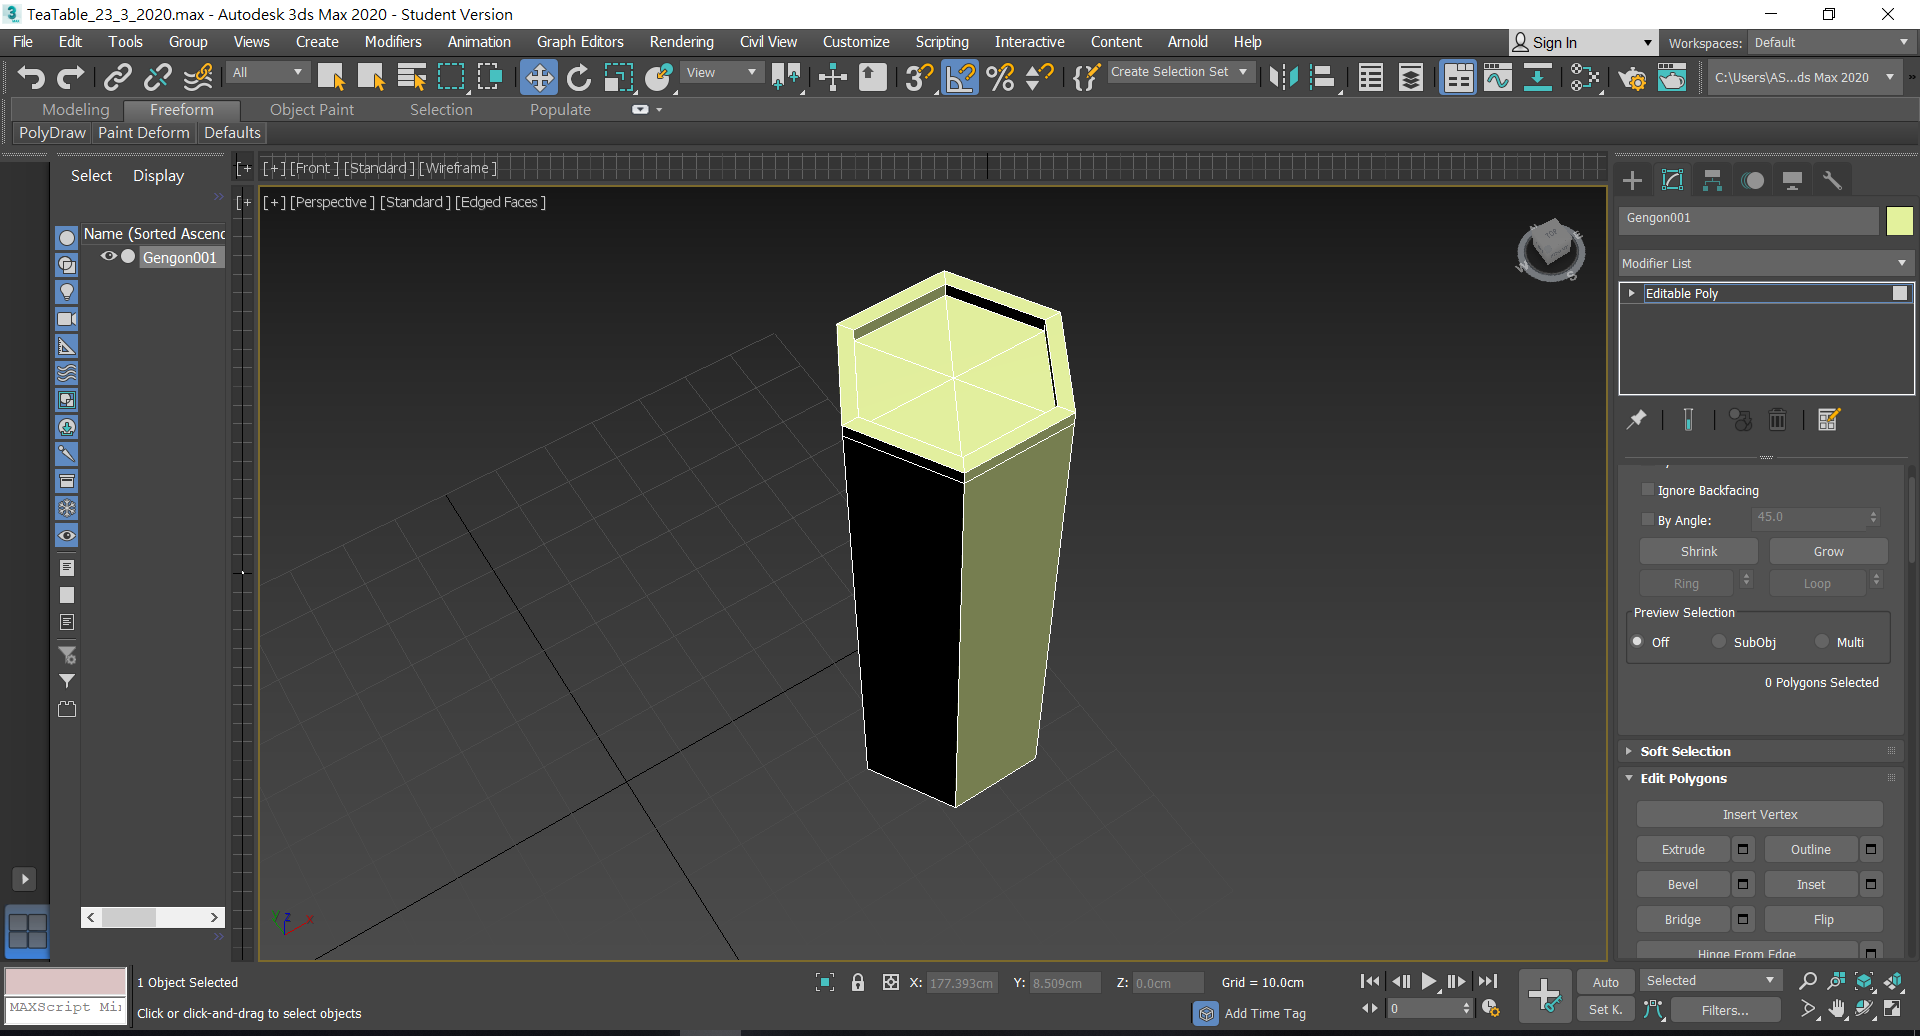 TeaTable_23_3_2020.max - Autodesk 3ds Max 2020 - Student Version
File Edit Tools Group Views Create Modifiers Animation Graph Editors Rendering Civil View Customize Scripting Interactive Content Arnold Help
Sign In
Workspaces: Default
All
View
Create Selection Set
C:\Users\AS...ds Max 2020
Modeling Freeform Object Paint Selection Populate
PolyDraw Paint Deform Defaults
Select Display
Name (Sorted Ascend
Gengon001
[+
[+] [Front ] [Standard ] [Wireframe ]
[+
[+] [Perspective ] [Standard ] [Edged Faces ]
TOP
N
E
W
S
Y Z X
Gengon001
Modifier List
Editable Poly
Ignore Backfacing
By Angle: 45.0
Shrink Grow
Ring Loop
Preview Selection
Off SubObj Multi
0 Polygons Selected
Soft Selection
Edit Polygons
Insert Vertex
Extrude Outline
Bevel Inset
Bridge Flip
Hinge From Edge
MAXScript Mi
1 Object Selected
Click or click-and-drag to select objects
X: 177.393cm Y: 8.509cm Z: 0.0cm Grid = 10.0cm
Add Time Tag
0
Auto Selected
Set K. Filters...